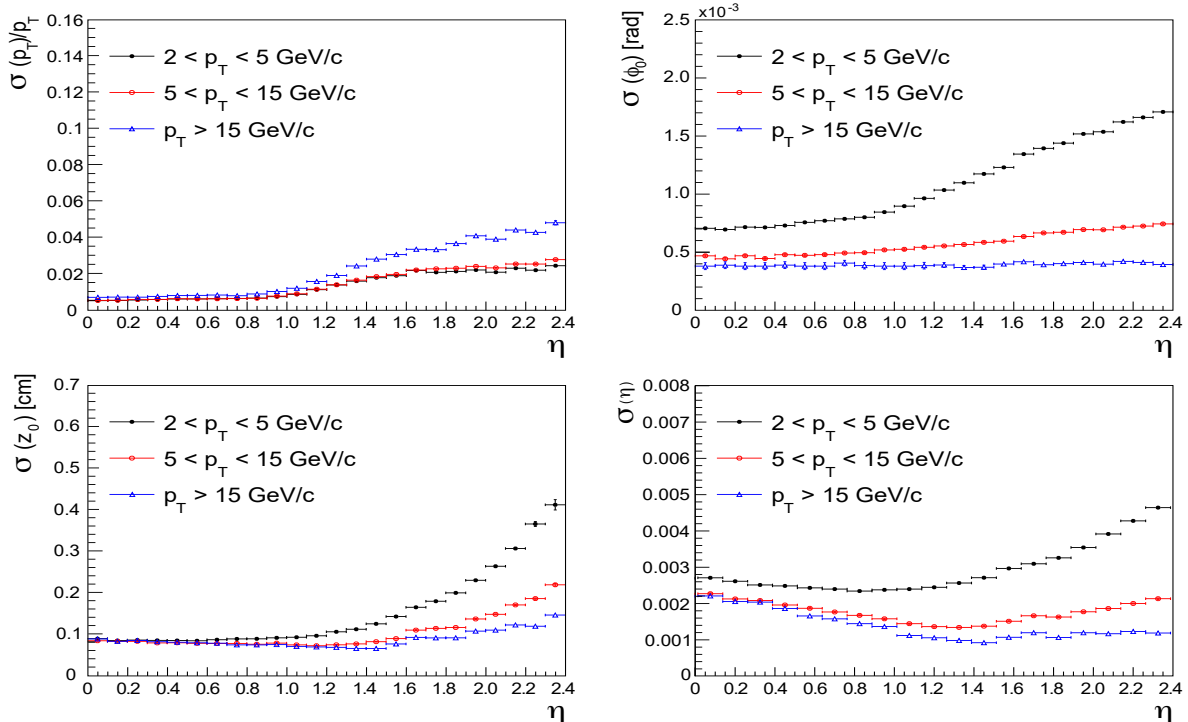 σ (p_T)/p_T
0.16
0.14
0.12
0.1
0.08
0.06
0.04
0.02
0
2 < p_T < 5 GeV/c
5 < p_T < 15 GeV/c
p_T > 15 GeV/c
0 0.2 0.4 0.6 0.8 1.0 1.2 1.4 1.6 1.8 2.0 2.2 2.4
η
×10⁻³
σ (ϕ_0) [rad]
2.5
2.0
1.5
1.0
0.5
0
2 < p_T < 5 GeV/c
5 < p_T < 15 GeV/c
p_T > 15 GeV/c
0 0.2 0.4 0.6 0.8 1.0 1.2 1.4 1.6 1.8 2.0 2.2 2.4
η
σ (z_0) [cm]
0.7
0.6
0.5
0.4
0.3
0.2
0.1
0
2 < p_T < 5 GeV/c
5 < p_T < 15 GeV/c
p_T > 15 GeV/c
0 0.2 0.4 0.6 0.8 1.0 1.2 1.4 1.6 1.8 2.0 2.2 2.4
η
σ (η)
0.008
0.007
0.006
0.005
0.004
0.003
0.002
0.001
0
2 < p_T < 5 GeV/c
5 < p_T < 15 GeV/c
p_T > 15 GeV/c
0 0.2 0.4 0.6 0.8 1.0 1.2 1.4 1.6 1.8 2.0 2.2 2.4
η